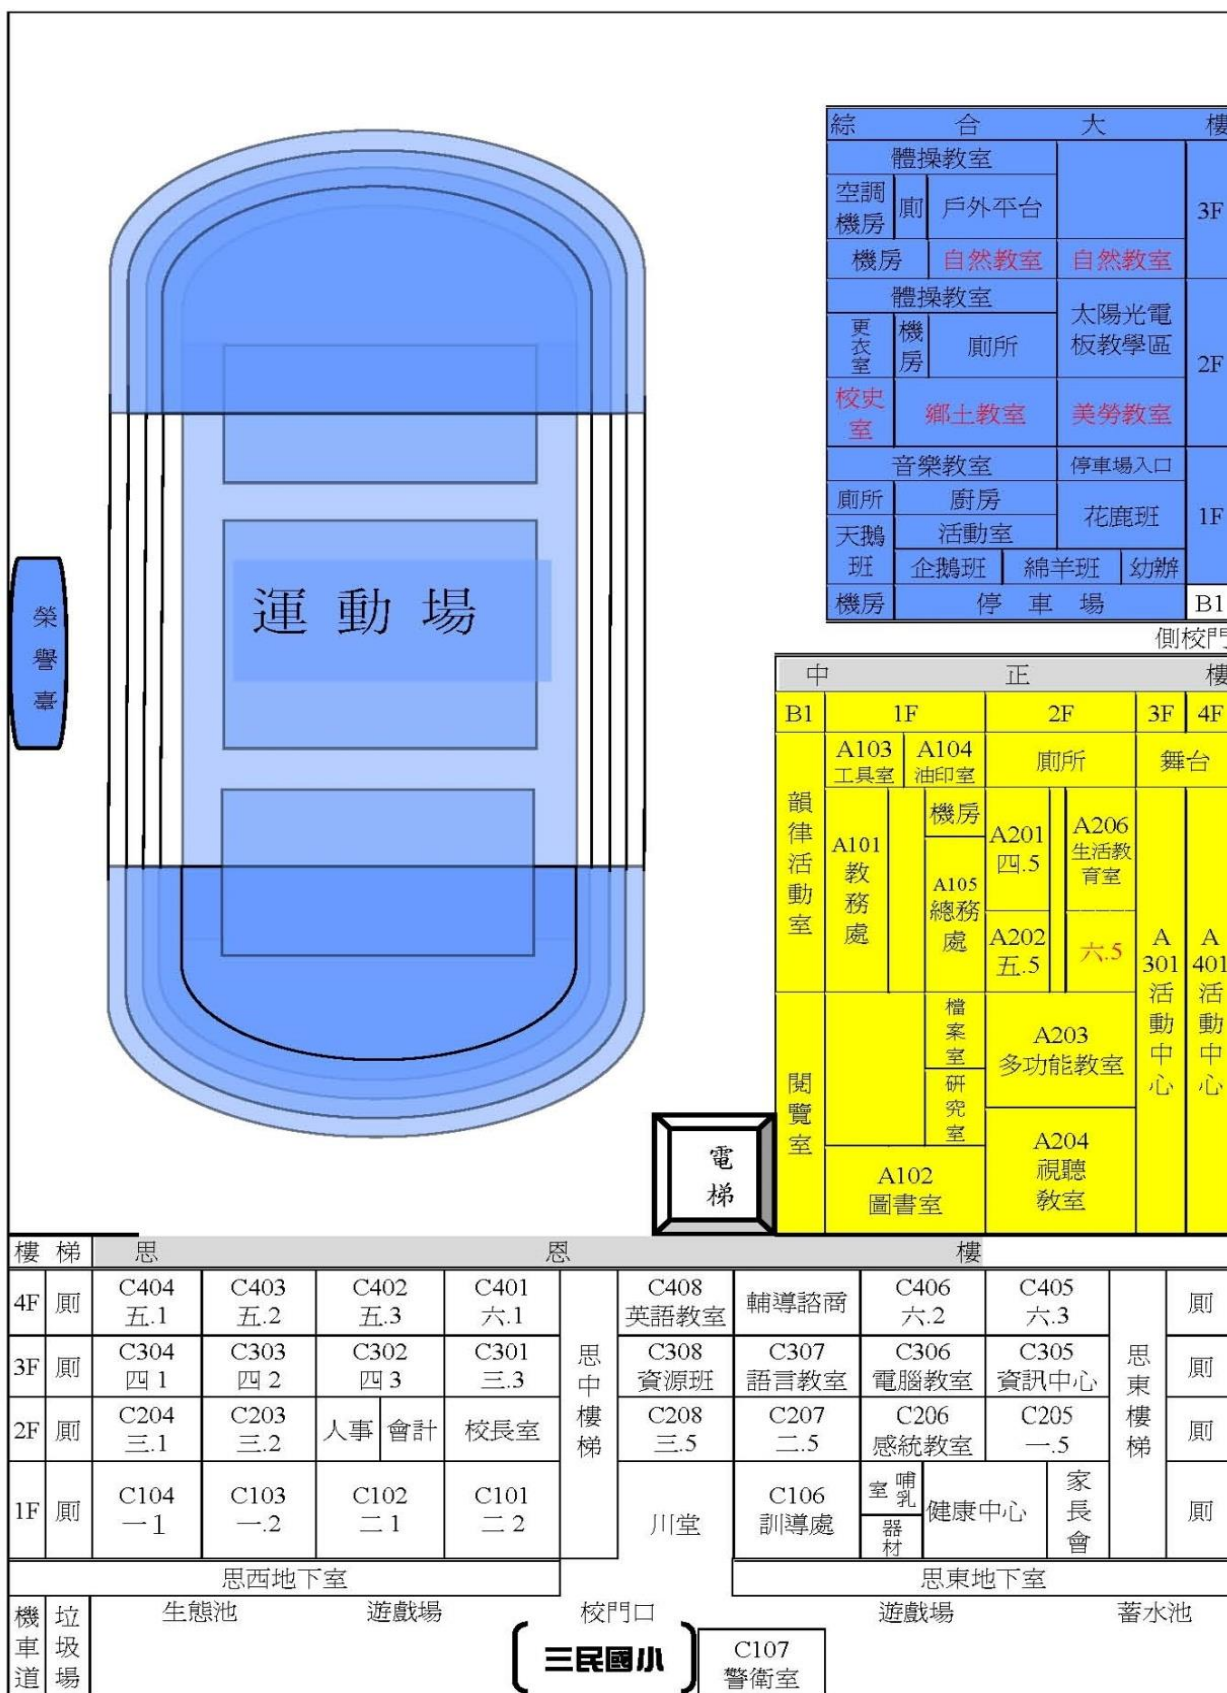 綜 合 大 樓
體操教室
空調機房 廁 戶外平台 3F
機房 自然教室 自然教室
體操教室 太陽光電板教學區
更衣室 機房 廁所 2F
校史室 鄉土教室 美勞教室
音樂教室 停車場入口
廁所 廚房 花鹿班 1F
天鵝班 活動室
企鵝班 綿羊班 幼辦
機房 停車場 B1
側校門
運動場
榮譽臺
中 正 樓
B1 1F 2F 3F 4F
韻律活動室
A103 工具室
A104 油印室
廁所
舞台
A101 教務處
機房
A105 總務處
A201 四.5
A206 生活教育室
A202 五.5
六.5
A301 活動中心
A401 活動中心
閱覽室
檔案室
研究室
A203 多功能教室
A102 圖書室
A204 視聽教室
電梯
樓梯 思 恩 樓
4F 廁 C404 五.1 C403 五.2 C402 五.3 C401 六.1 C408 英語教室 輔導諮商 C406 六.2 C405 六.3 廁
3F 廁 C304 四1 C303 四2 C302 四3 C301 三.3 思中樓梯 C308 資源班 C307 語言教室 C306 電腦教室 C305 資訊中心 思東樓梯 廁
2F 廁 C204 三.1 C203 三.2 人事 會計 校長室 C208 三.5 C207 二.5 C206 感統教室 C205 一.5 廁
1F 廁 C104 一1 C103 一.2 C102 二1 C101 二2 川堂 C106 訓導處 哺乳室 器材 健康中心 家長會 廁
思西地下室 思東地下室
機車道 垃圾場 生態池 遊戲場 校門口 遊戲場 蓄水池
三民國小
C107 警衛室